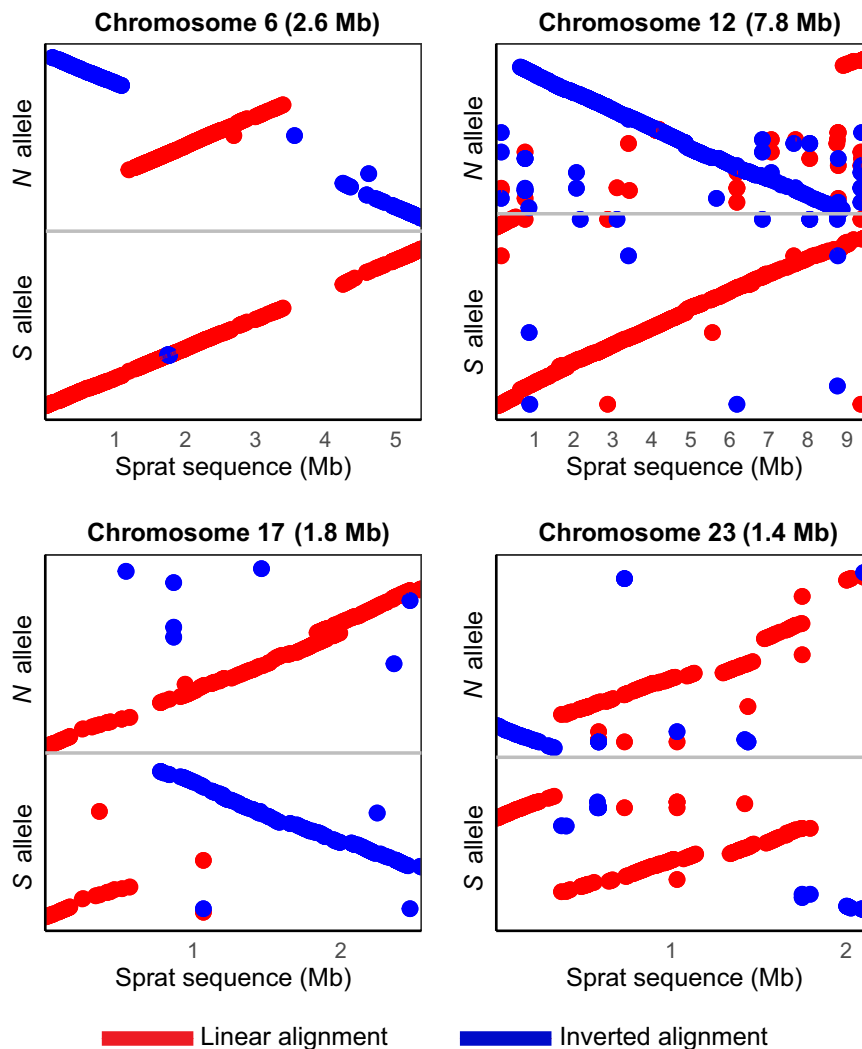 Chromosome 6 (2.6 Mb)
N allele
S allele
1 2 3 4 5
Sprat sequence (Mb)
Chromosome 12 (7.8 Mb)
N allele
S allele
1 2 3 4 5 6 7 8 9
Sprat sequence (Mb)
Chromosome 17 (1.8 Mb)
N allele
S allele
1 2
Sprat sequence (Mb)
Chromosome 23 (1.4 Mb)
N allele
S allele
1 2
Sprat sequence (Mb)
Linear alignment
Inverted alignment